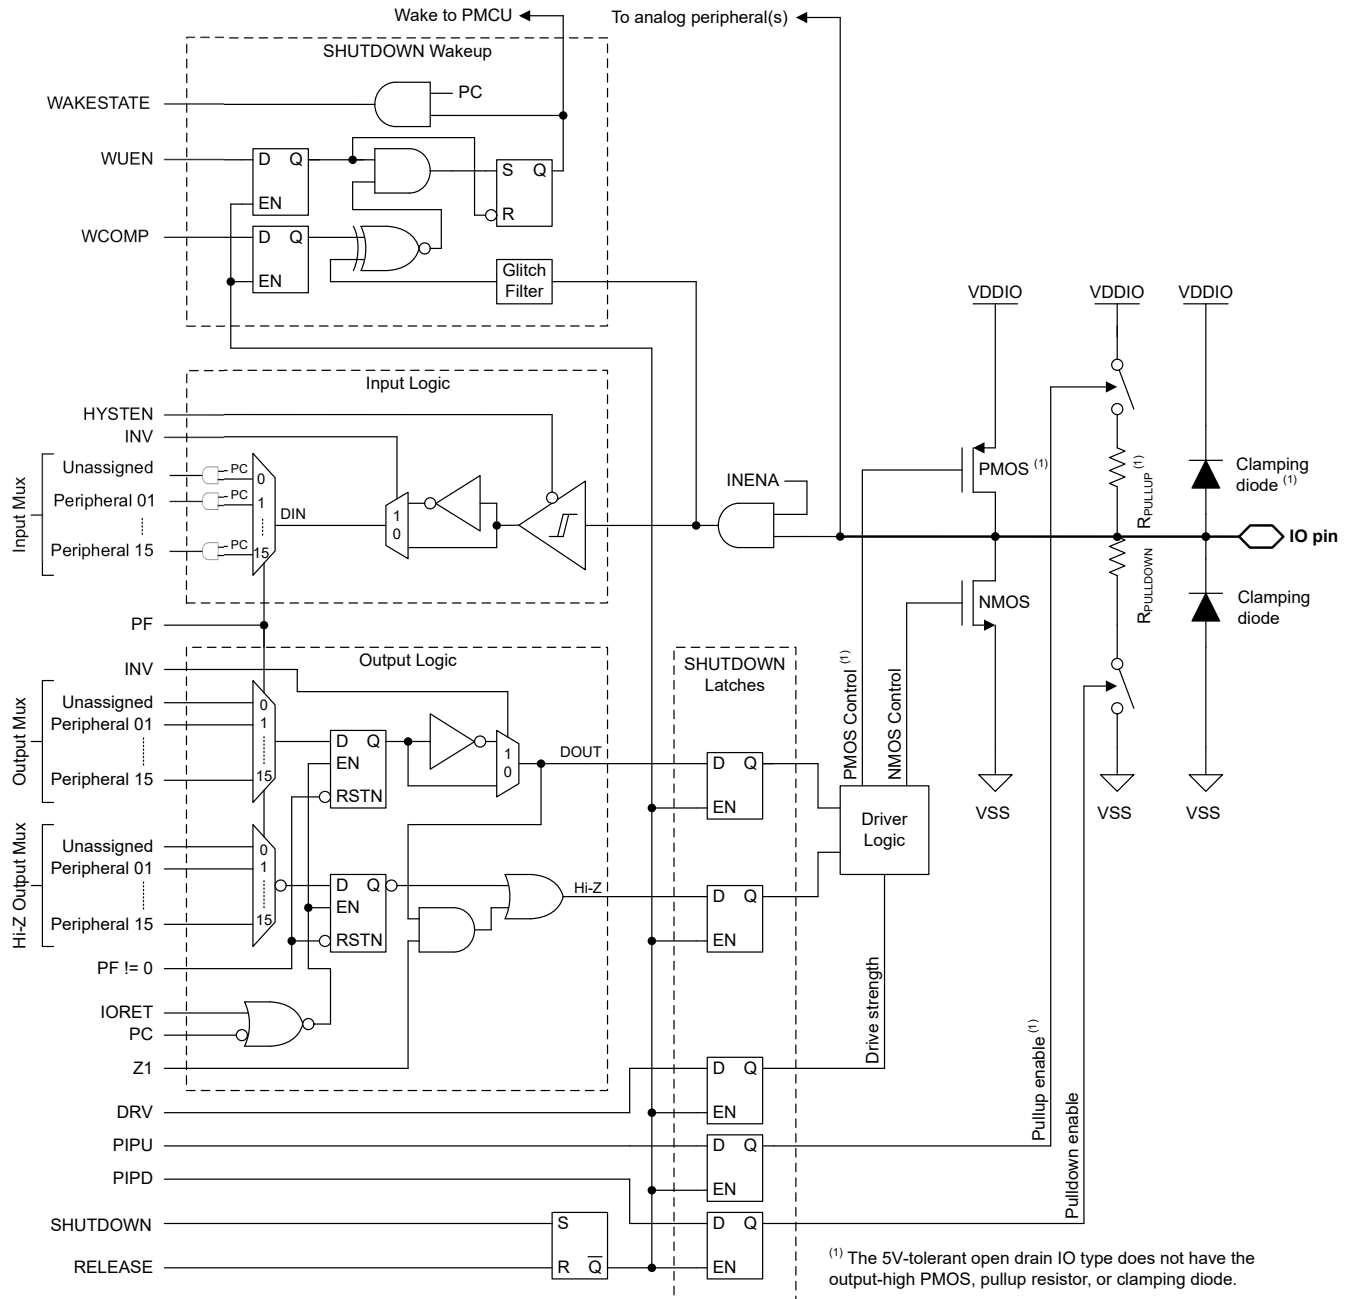 Wake to PMCU
To analog peripheral(s)
SHUTDOWN Wakeup
WAKESTATE
PC
WUEN
D Q
EN
S Q
R
WCOMP
D Q
EN
Glitch
Filter
VDDIO
VDDIO
VDDIO
Input Logic
HYSTEN
INV
Input Mux
Unassigned
PC
0
Peripheral 01
PC
1
Peripheral 15
PC
15
DIN
1
0
INENA
PMOS (1)
RPULLUP (1)
Clamping
diode (1)
IO pin
RPULLDOWN
NMOS
Clamping
diode
PF
Output Logic
INV
SHUTDOWN
Latches
PMOS Control (1)
NMOS Control
Output Mux
Unassigned
0
Peripheral 01
1
Peripheral 15
15
D Q
EN
RSTN
1
0
DOUT
D Q
EN
Driver
Logic
VSS
VSS
VSS
Hi-Z Output Mux
Unassigned
0
Peripheral 01
1
Peripheral 15
15
D Q
EN
RSTN
Hi-Z
D Q
EN
PF != 0
IORET
PC
Z1
Drive strength
D Q
EN
DRV
Pullup enable (1)
Pulldown enable
PIPU
D Q
EN
PIPD
SHUTDOWN
S
D Q
EN
RELEASE
R Q
(1) The 5V-tolerant open drain IO type does not have the
output-high PMOS, pullup resistor, or clamping diode.